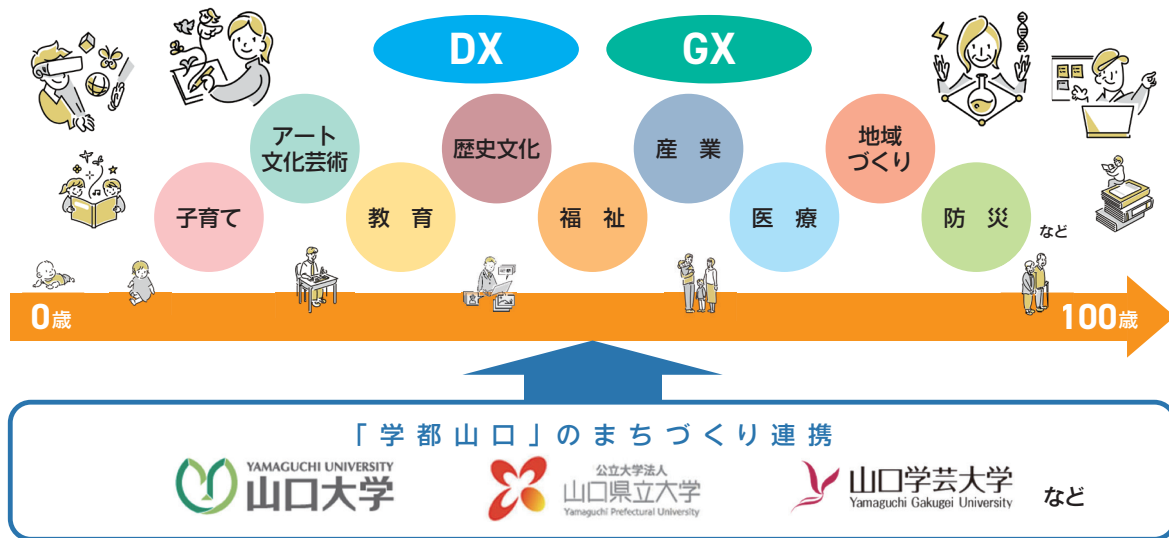 DX
GX
アート
文化芸術
歴史文化
産 業
地域
づくり
子育て
教 育
福 祉
医 療
防 災
など
0歳
100歳
「学都山口」のまちづくり連携
YAMAGUCHI UNIVERSITY
山口大学
公立大学法人
山口県立大学
Yamaguchi Prefectural University
山口学芸大学
Yamaguchi Gakugei University
など